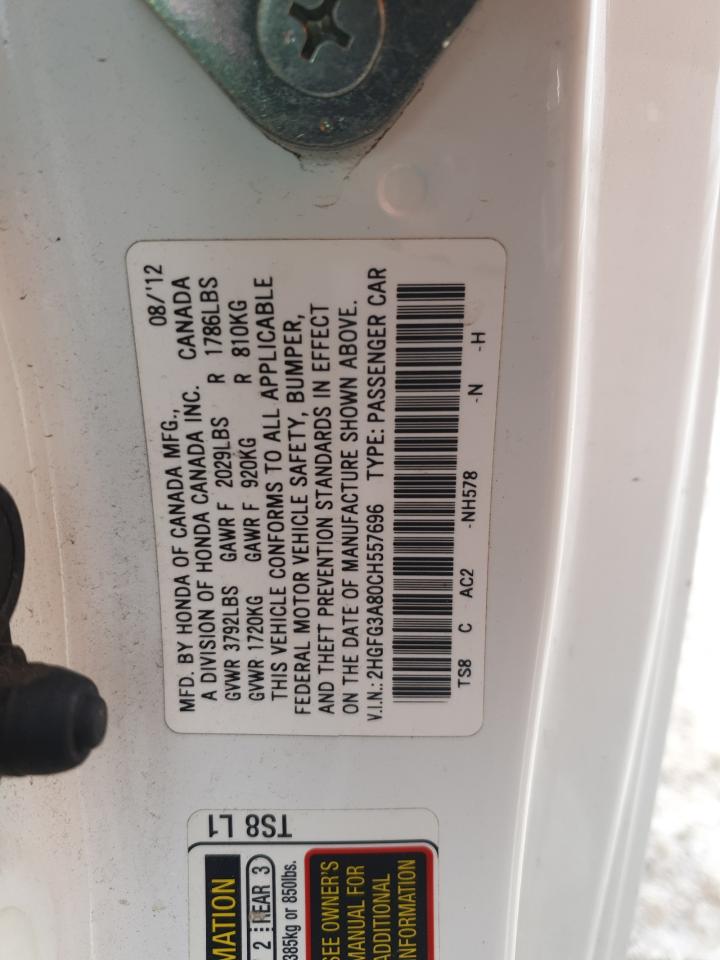 MFD. BY HONDA OF CANADA MFG., 08/'12
A DIVISION OF HONDA CANADA INC. CANADA
GVWR 3792LBS GAWR F 2029LBS R 1786LBS
GVWR 1720KG GAWR F 920KG R 810KG
THIS VEHICLE CONFORMS TO ALL APPLICABLE
FEDERAL MOTOR VEHICLE SAFETY, BUMPER,
AND THEFT PREVENTION STANDARDS IN EFFECT
ON THE DATE OF MANUFACTURE SHOWN ABOVE.
V.I.N.: 2HGFG3A80CH557696 TYPE: PASSENGER CAR
TS8 C AC2 -NH578 -N -H
TS8 L1
MATION
2 REAR 3
385kg or 850lbs.
SEE OWNER'S
MANUAL FOR
ADDITIONAL
INFORMATION